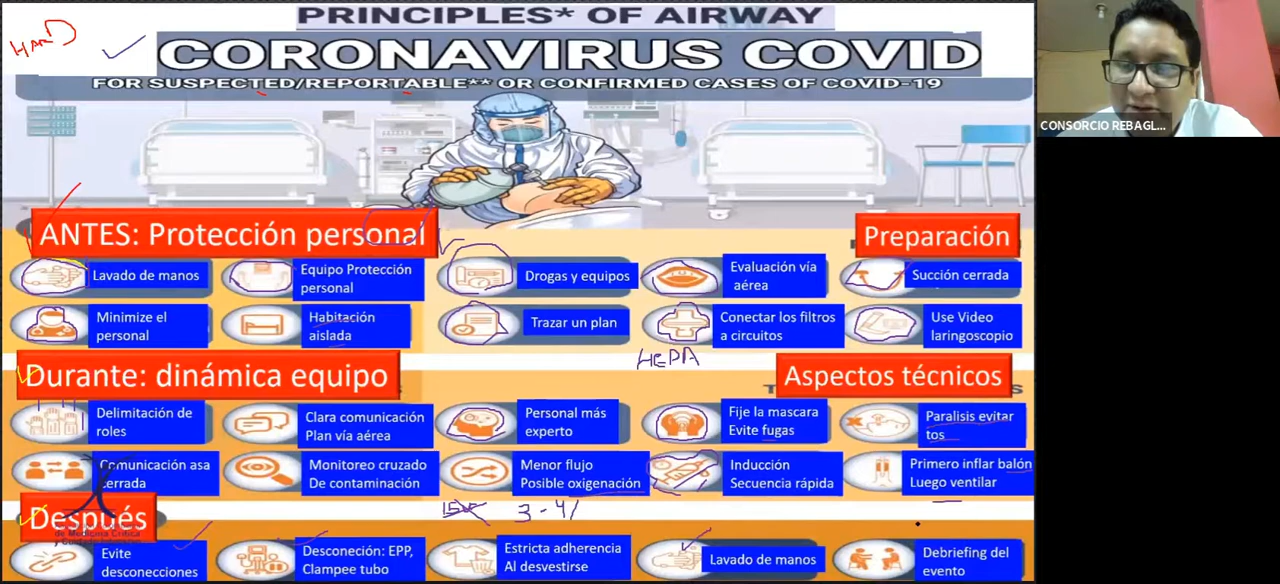 PRINCIPLES* OF AIRWAY
HARD
CORONAVIRUS COVID
FOR SUSPECTED/REPORTABLE** OR CONFIRMED CASES OF COVID-19
CONSORCIO REBAGL...
ANTES: Protección personal
Preparación
Lavado de manos
Equipo Protección
personal
Drogas y equipos
Evaluación vía
aérea
Succión cerrada
Minimize el
personal
Habitación
aislada
Trazar un plan
Conectar los filtros
a circuitos
Use Video
laringoscopio
HEPA
Durante: dinámica equipo
Aspectos técnicos
Delimitación de
roles
Clara comunicación
Plan vía aérea
Personal más
experto
Fije la mascara
Evite fugas
Paralisis evitar
tos
Comunicación asa
cerrada
Monitoreo cruzado
De contaminación
Menor flujo
Posible oxigenación
Inducción
Secuencia rápida
Primero inflar balón
Luego ventilar
Después
de Medicina Crítica
3-4/
Evite
desconecciones
Desconeción: EPP,
Clampee tubo
Estricta adherencia
Al desvestirse
Lavado de manos
Debriefing del
evento